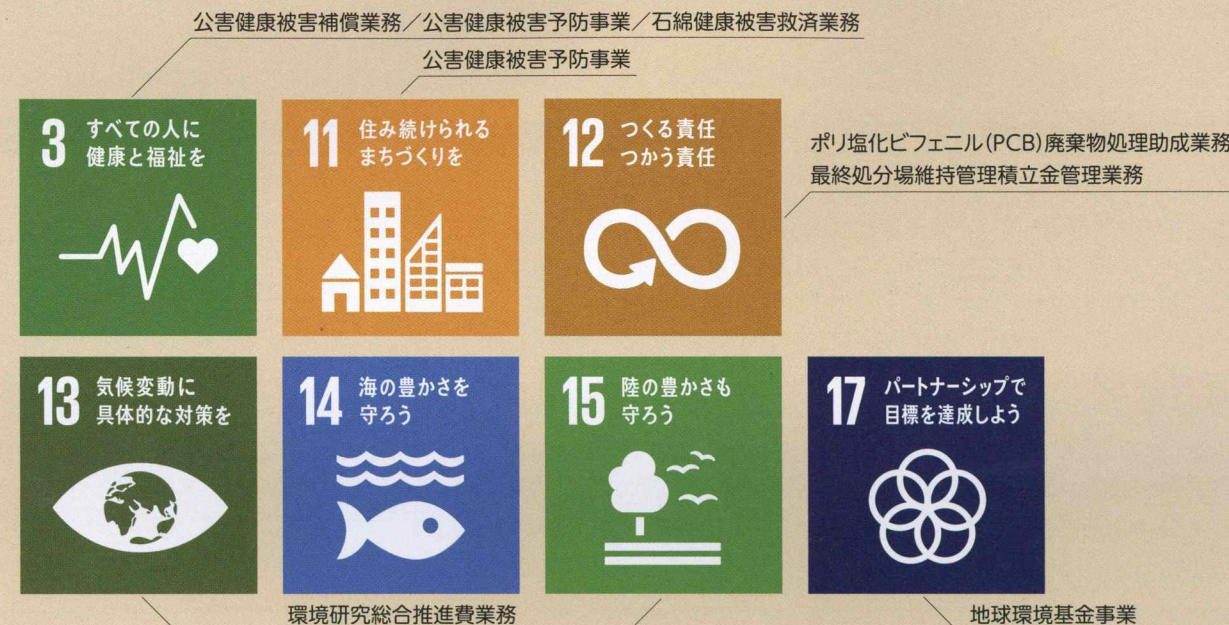 公害健康被害補償業務／公害健康被害予防事業／石綿健康被害救済業務
公害健康被害予防事業
3 すべての人に
健康と福祉を
11 住み続けられる
まちづくりを
12 つくる責任
つかう責任
ポリ塩化ビフェニル(PCB)廃棄物処理助成業務
最終処分場維持管理積立金管理業務
13 気候変動に
具体的な対策を
14 海の豊かさを
守ろう
15 陸の豊かさも
守ろう
17 パートナーシップで
目標を達成しよう
環境研究総合推進費業務
地球環境基金事業